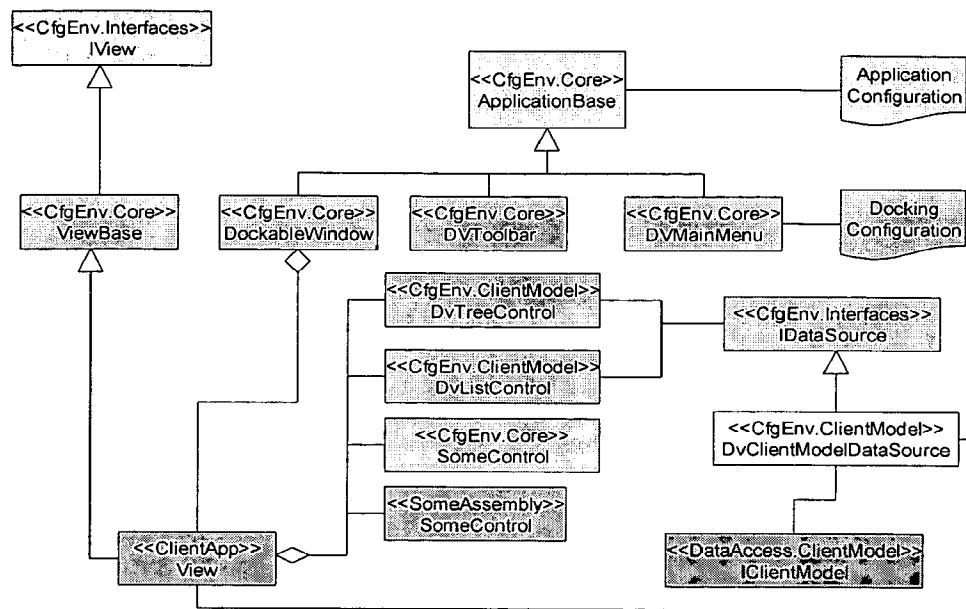 <<CfgEnv.Interfaces>>
IView
<<CfgEnv.Core>>
ApplicationBase
Application
Configuration
<<CfgEnv.Core>>
ViewBase
<<CfgEnv.Core>>
DockableWindow
<<CfgEnv.Core>>
DVToolbar
<<CfgEnv.Core>>
DVMainMenu
Docking
Configuration
<<CfgEnv.ClientModel>>
DvTreeControl
<<CfgEnv.Interfaces>>
IDataSource
<<CfgEnv.ClientModel>>
DvListControl
<<CfgEnv.Core>>
SomeControl
<<CfgEnv.ClientModel>>
DvClientModelDataSource
<<SomeAssembly>>
SomeControl
<<ClientApp>>
View
<<DataAccess.ClientModel>>
IClientModel